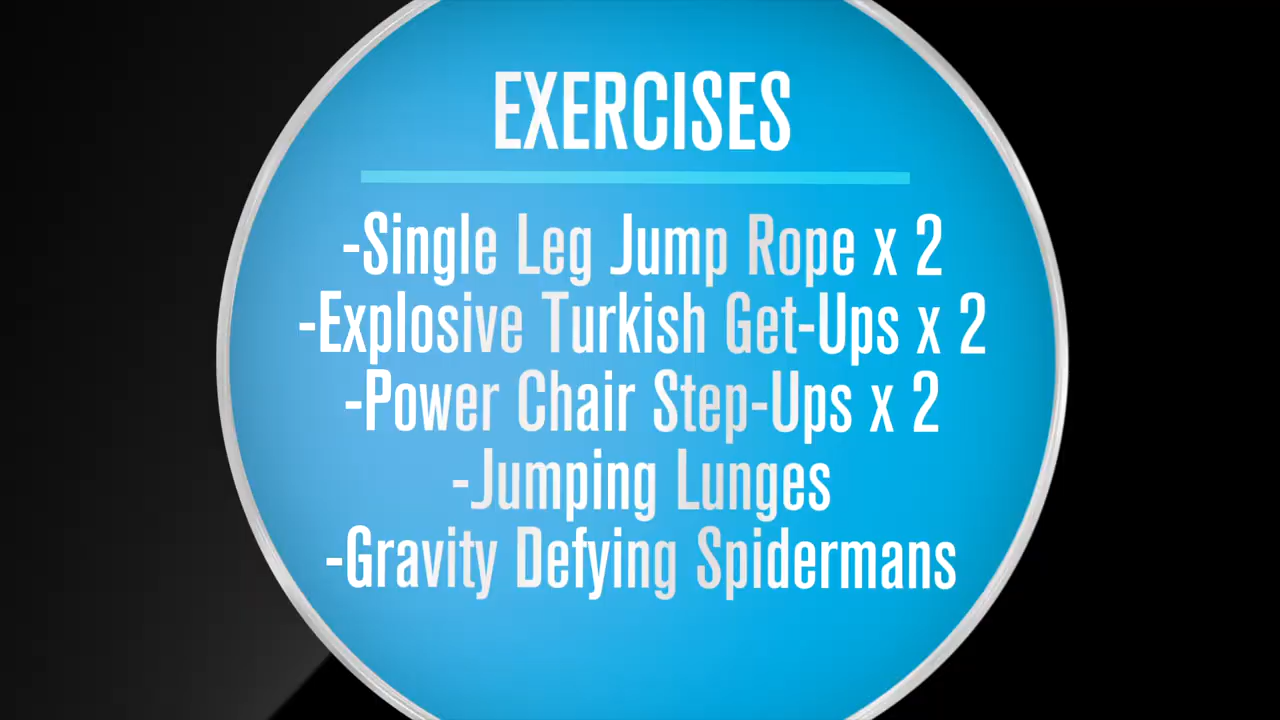 EXERCISES
-Single Leg Jump Rope x 2
-Explosive Turkish Get-Ups x 2
-Power Chair Step-Ups x 2
-Jumping Lunges
-Gravity Defying Spidermans